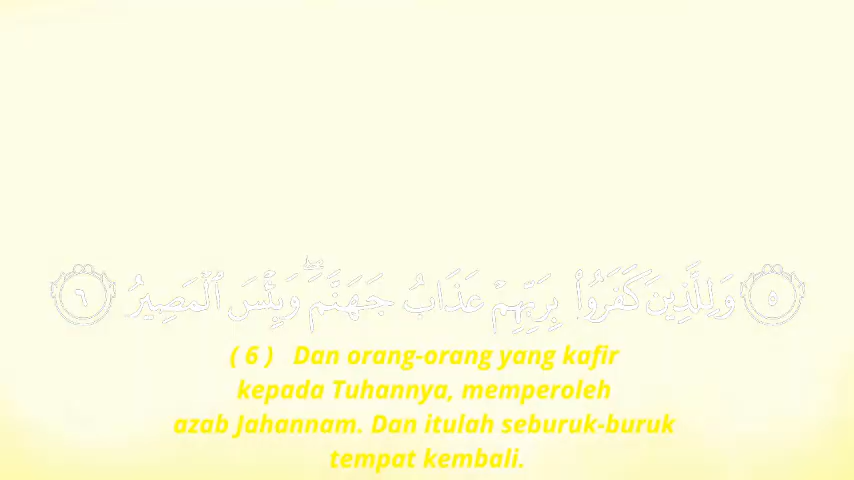 ٥ وَلِلَّذِينَ كَفَرُوا۟ بِرَبِّهِمْ عَذَابُ جَهَنَّمَ ۖ وَبِئْسَ ٱلْمَصِيرُ ٦
( 6 ) Dan orang-orang yang kafir
kepada Tuhannya, memperoleh
azab Jahannam. Dan itulah seburuk-buruk
tempat kembali.